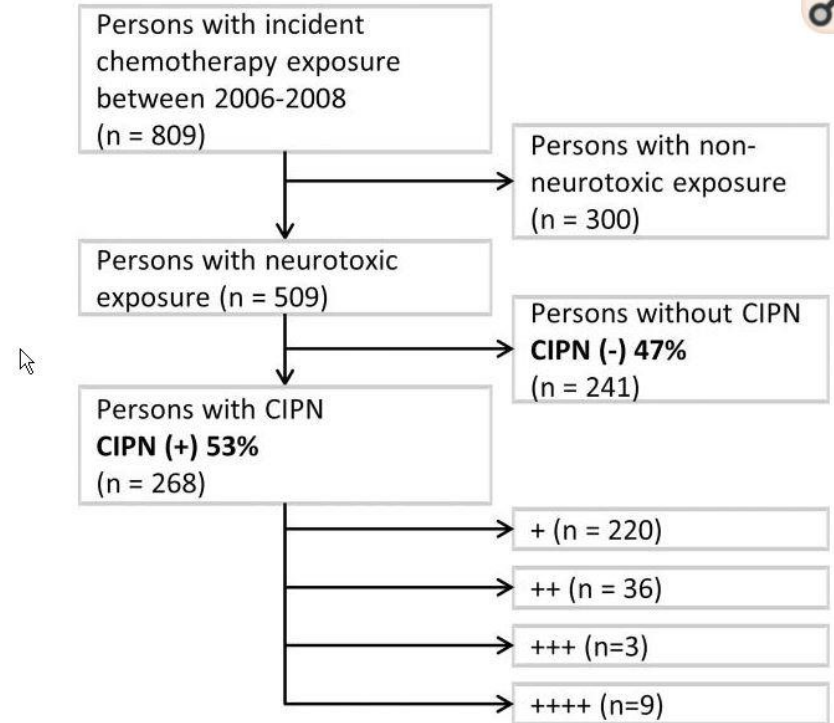 Persons with incident
chemotherapy exposure
between 2006-2008
(n = 809)
Persons with non-
neurotoxic exposure
(n = 300)
Persons with neurotoxic
exposure (n = 509)
Persons without CIPN
CIPN (-) 47%
(n = 241)
Persons with CIPN
CIPN (+) 53%
(n = 268)
+ (n = 220)
++ (n = 36)
+++ (n=3)
++++ (n=9)